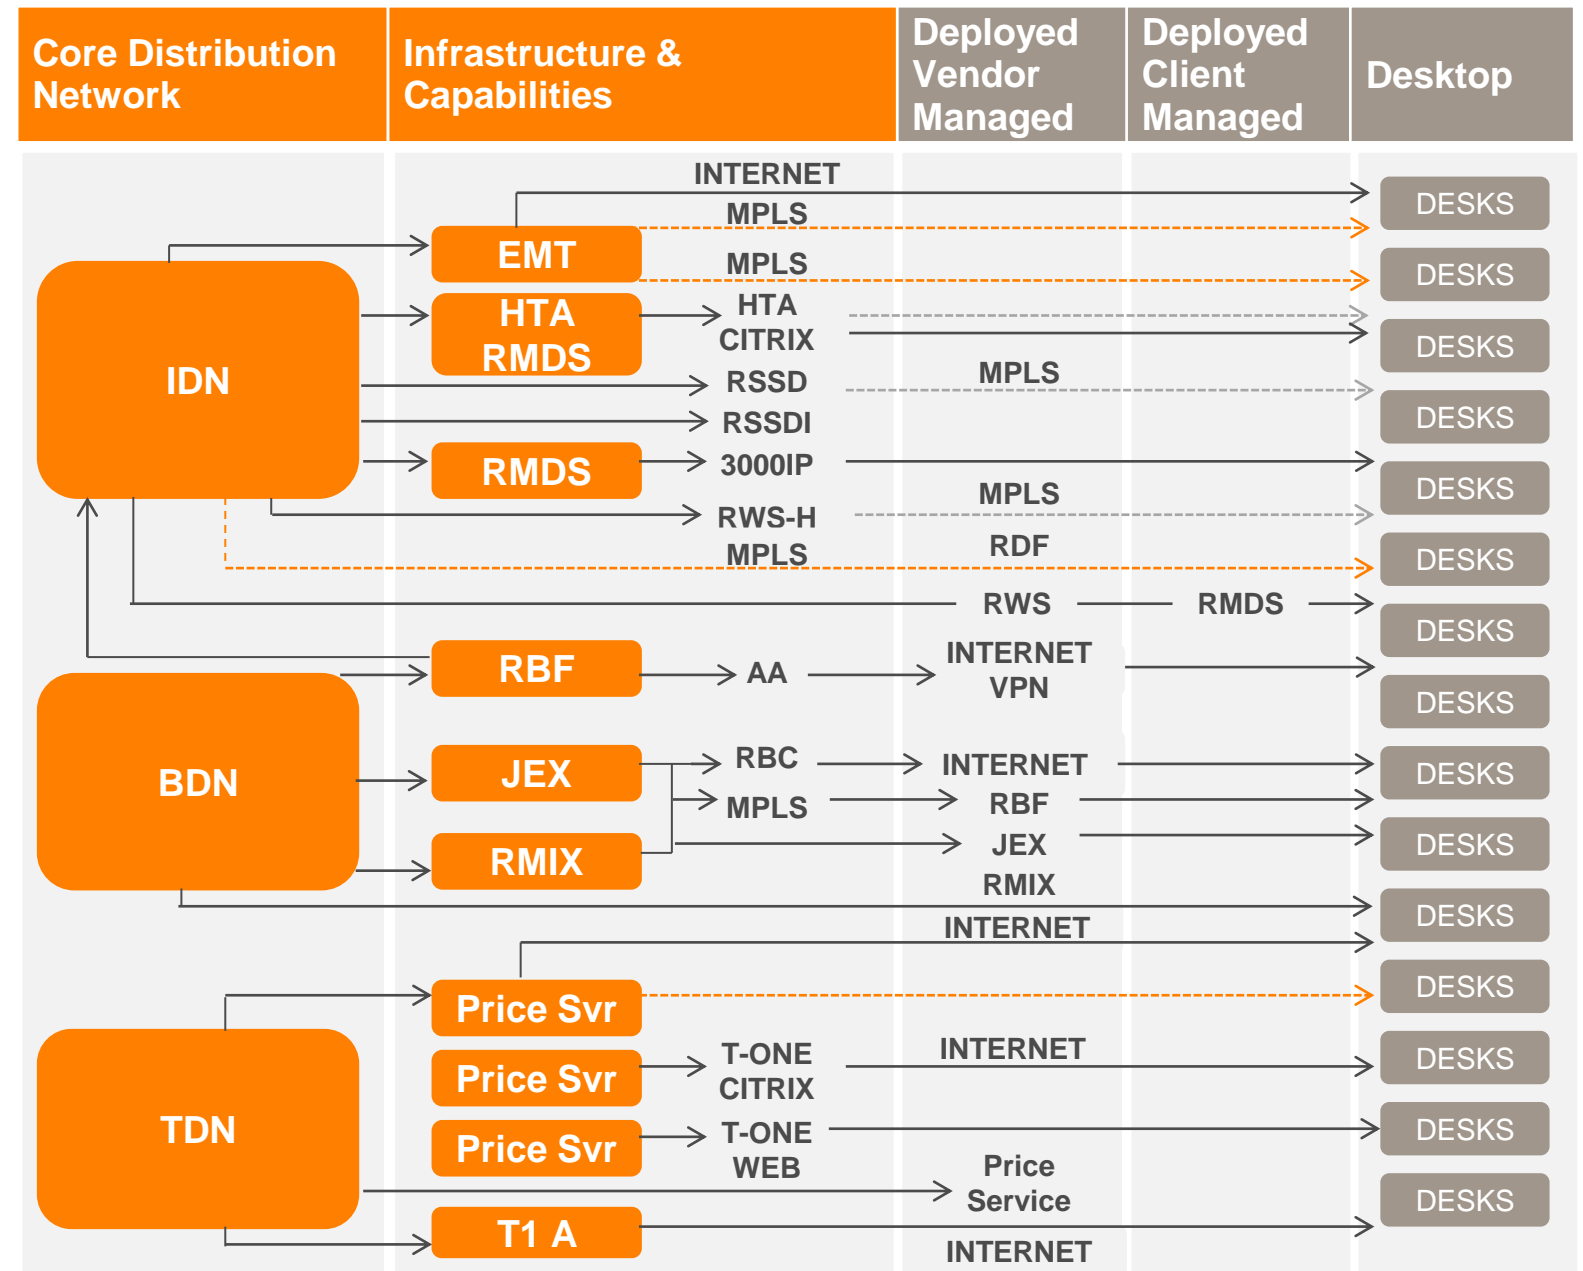 Core Distribution
Network
Infrastructure &
Capabilities
Deployed
Vendor
Managed
Deployed
Client
Managed
Desktop
INTERNET
DESKS
MPLS
EMT
MPLS
DESKS
IDN
HTA
RMDS
HTA
CITRIX
DESKS
RSSD
MPLS
DESKS
RSSDI
RMDS
3000IP
DESKS
MPLS
RWS-H
MPLS
RDF
DESKS
RWS
RMDS
DESKS
RBF
AA
INTERNET
VPN
DESKS
BDN
JEX
RBC
INTERNET
DESKS
MPLS
RBF
RMIX
JEX
DESKS
RMIX
DESKS
INTERNET
TDN
Price Svr
DESKS
Price Svr
T-ONE
CITRIX
INTERNET
DESKS
Price Svr
T-ONE
WEB
DESKS
Price
Service
DESKS
T1 A
INTERNET